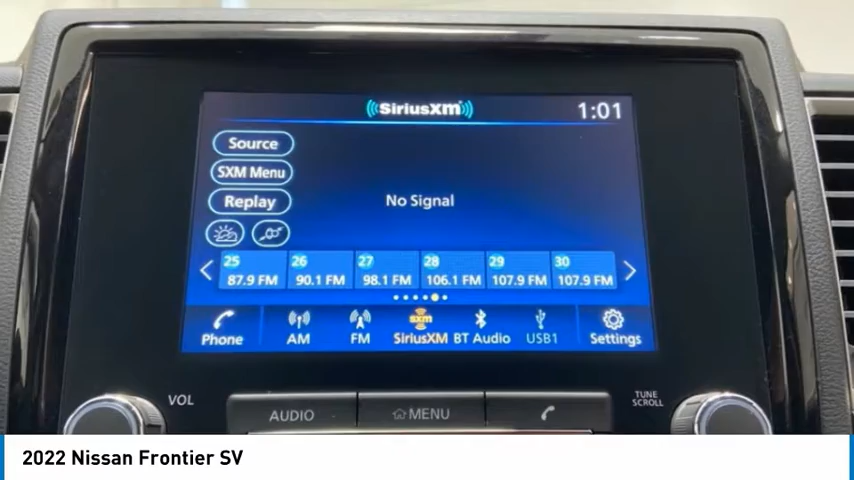 SiriusXM
1:01
Source
SXM Menu
Replay
No Signal
25 26 27 28 29 30
87.9 FM 90.1 FM 98.1 FM 106.1 FM 107.9 FM 107.9 FM
Phone AM FM sxm SiriusXM BT Audio USB1 Settings
VOL
TUNE
SCROLL
AUDIO MENU
2022 Nissan Frontier SV